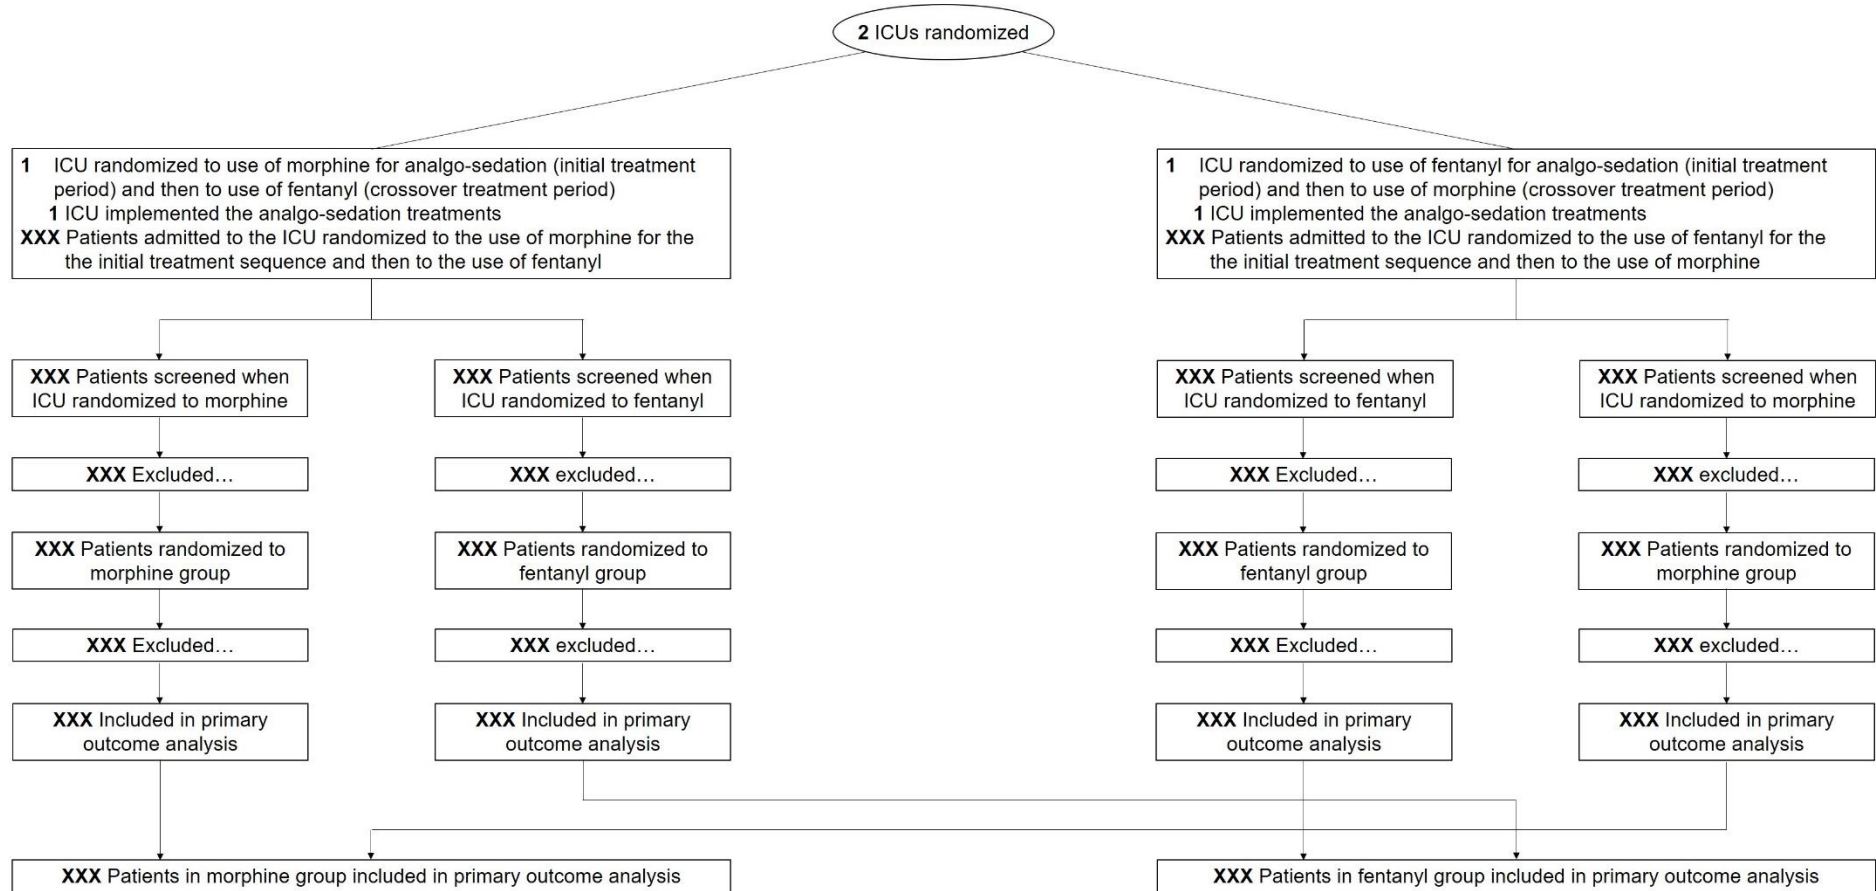 2 ICUs randomized
1 ICU randomized to use of morphine for analgo-sedation (initial treatment
period) and then to use of fentanyl (crossover treatment period)
1 ICU implemented the analgo-sedation treatments
XXX Patients admitted to the ICU randomized to the use of morphine for the
the initial treatment sequence and then to the use of fentanyl
1 ICU randomized to use of fentanyl for analgo-sedation (initial treatment
period) and then to use of morphine (crossover treatment period)
1 ICU implemented the analgo-sedation treatments
XXX Patients admitted to the ICU randomized to the use of fentanyl for the
the initial treatment sequence and then to the use of morphine
XXX Patients screened when
ICU randomized to morphine
XXX Patients screened when
ICU randomized to fentanyl
XXX Patients screened when
ICU randomized to fentanyl
XXX Patients screened when
ICU randomized to morphine
XXX Excluded…
XXX excluded…
XXX Excluded…
XXX excluded…
XXX Patients randomized to
morphine group
XXX Patients randomized to
fentanyl group
XXX Patients randomized to
fentanyl group
XXX Patients randomized to
morphine group
XXX Excluded…
XXX excluded…
XXX Excluded…
XXX excluded…
XXX Included in primary
outcome analysis
XXX Included in primary
outcome analysis
XXX Included in primary
outcome analysis
XXX Included in primary
outcome analysis
XXX Patients in morphine group included in primary outcome analysis
XXX Patients in fentanyl group included in primary outcome analysis